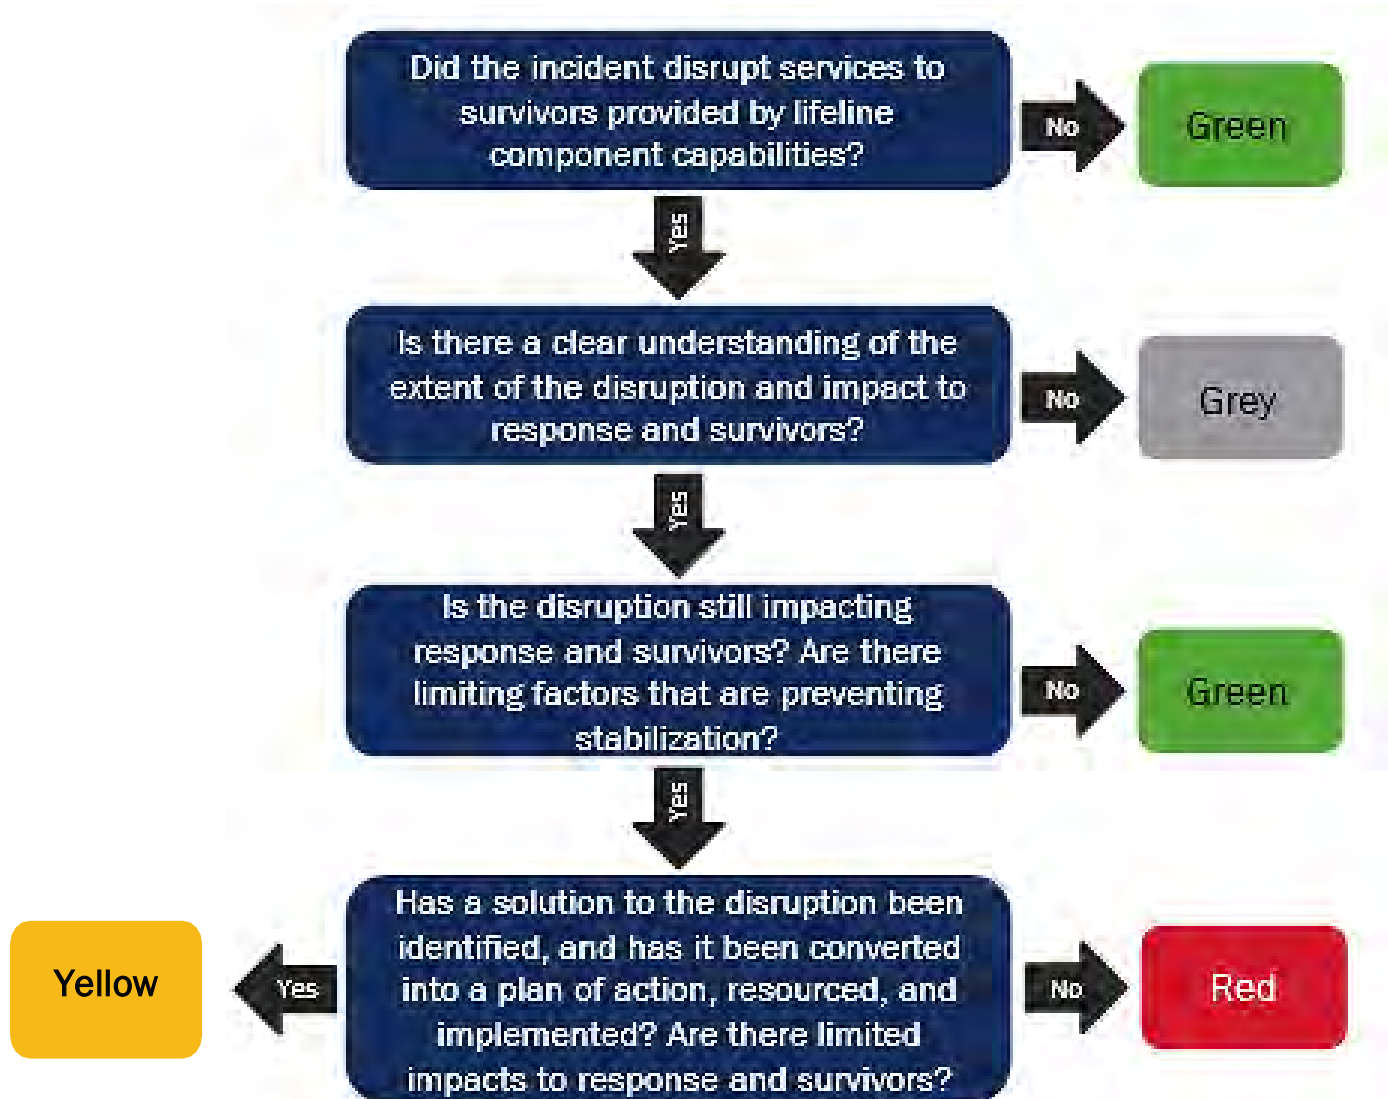 Did the incident disrupt services to
survivors provided by lifeline
component capabilities?
No
Green
Yes
Is there a clear understanding of the
extent of the disruption and impact to
response and survivors?
No
Grey
Yes
Is the disruption still impacting
response and survivors? Are there
limiting factors that are preventing
stabilization?
No
Green
Yes
Has a solution to the disruption been
identified, and has it been converted
into a plan of action, resourced, and
implemented? Are there limited
impacts to response and survivors?
Yes
Yellow
No
Red